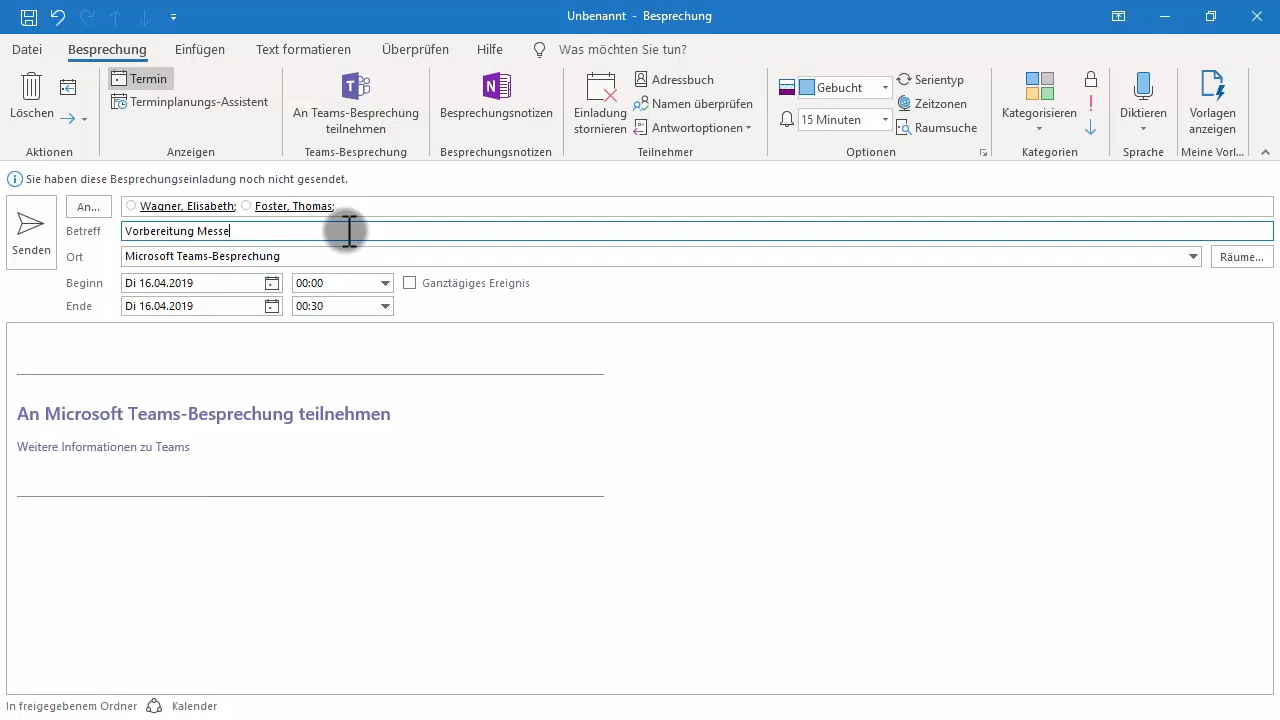 Unbenannt - Besprechung
Datei Besprechung Einfügen Text formatieren Überprüfen Hilfe Was möchten Sie tun?
Löschen
Aktionen
Termin
Terminplanungs-Assistent
Anzeigen
An Teams-Besprechung
teilnehmen
Teams-Besprechung
Besprechungsnotizen
Besprechungsnotizen
Einladung
stornieren
Adressbuch
Namen überprüfen
Antwortoptionen
Teilnehmer
Gebucht
15 Minuten
Serientyp
Zeitzonen
Raumsuche
Optionen
Kategorisieren
Kategorien
Diktieren
Sprache
Vorlagen
anzeigen
Meine Vorl...
Sie haben diese Besprechungseinladung noch nicht gesendet.
Senden
An... Wagner, Elisabeth; Foster, Thomas;
Betreff Vorbereitung Messe
Ort Microsoft Teams-Besprechung Räume...
Beginn Di 16.04.2019 00:00 Ganztägiges Ereignis
Ende Di 16.04.2019 00:30
An Microsoft Teams-Besprechung teilnehmen
Weitere Informationen zu Teams
In freigegebenem Ordner Kalender